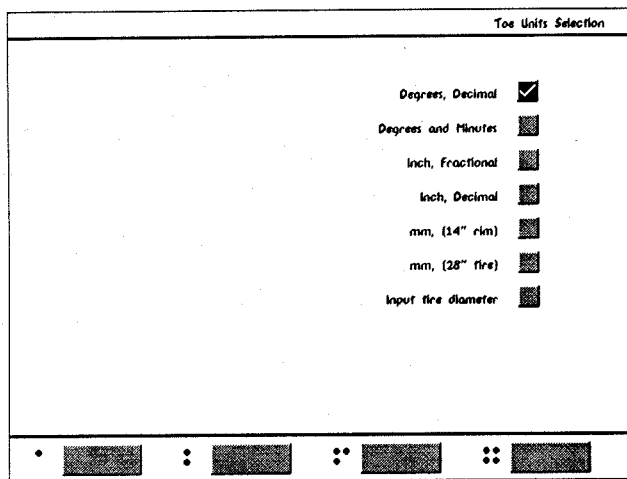 Toe Units Selection
Degrees, Decimal
Degrees and Minutes
Inch, Fractional
Inch, Decimal
mm, (14" rim)
mm, (28" tire)
Input tire diameter